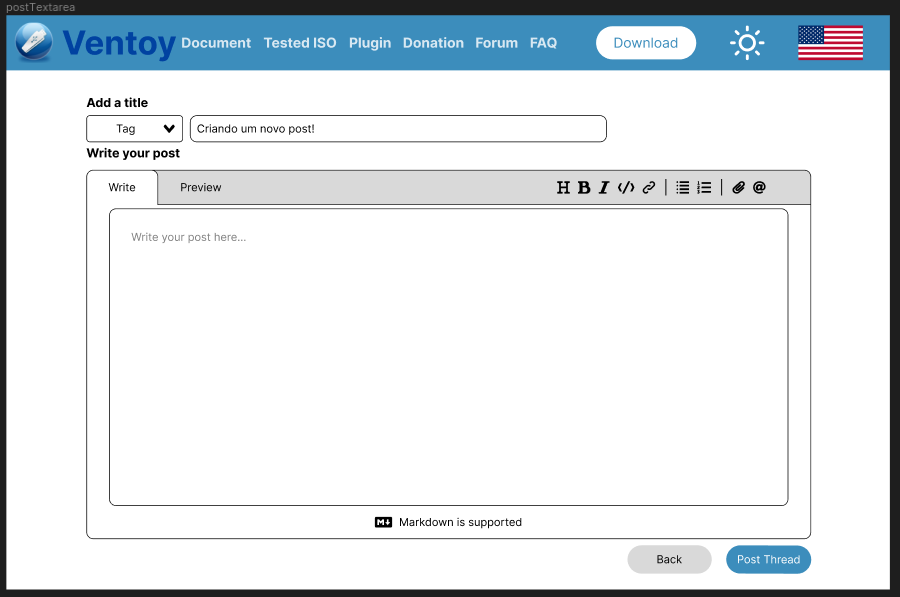 postTextarea
Ventoy Document Tested ISO Plugin Donation Forum FAQ Download
Add a title
Tag Criando um novo post!
Write your post
Write Preview H B I </> @
Write your post here...
M Markdown is supported
Back Post Thread